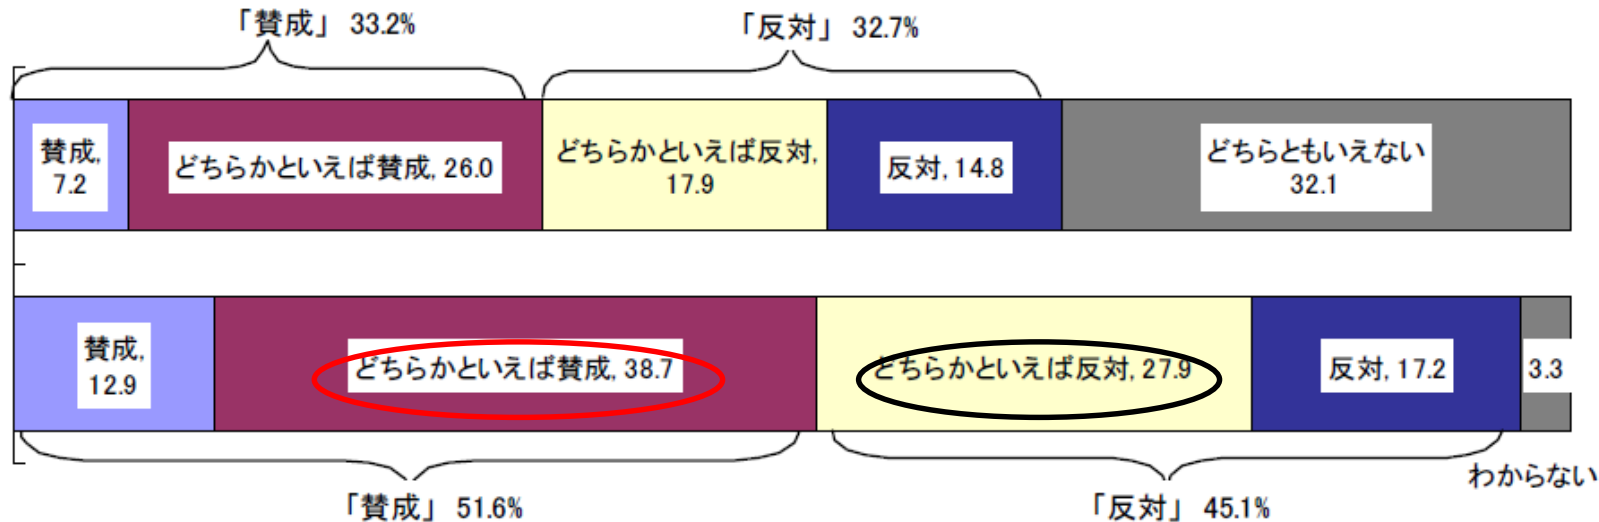 「賛成」 33.2%
「反対」 32.7%
賛成,
7.2
どちらかといえば賛成, 26.0
どちらかといえば反対,
17.9
反対, 14.8
どちらともいえない
32.1
賛成,
12.9
どちらかといえば賛成, 38.7
どちらかといえば反対, 27.9
反対, 17.2
3.3
わからない
「賛成」 51.6%
「反対」 45.1%